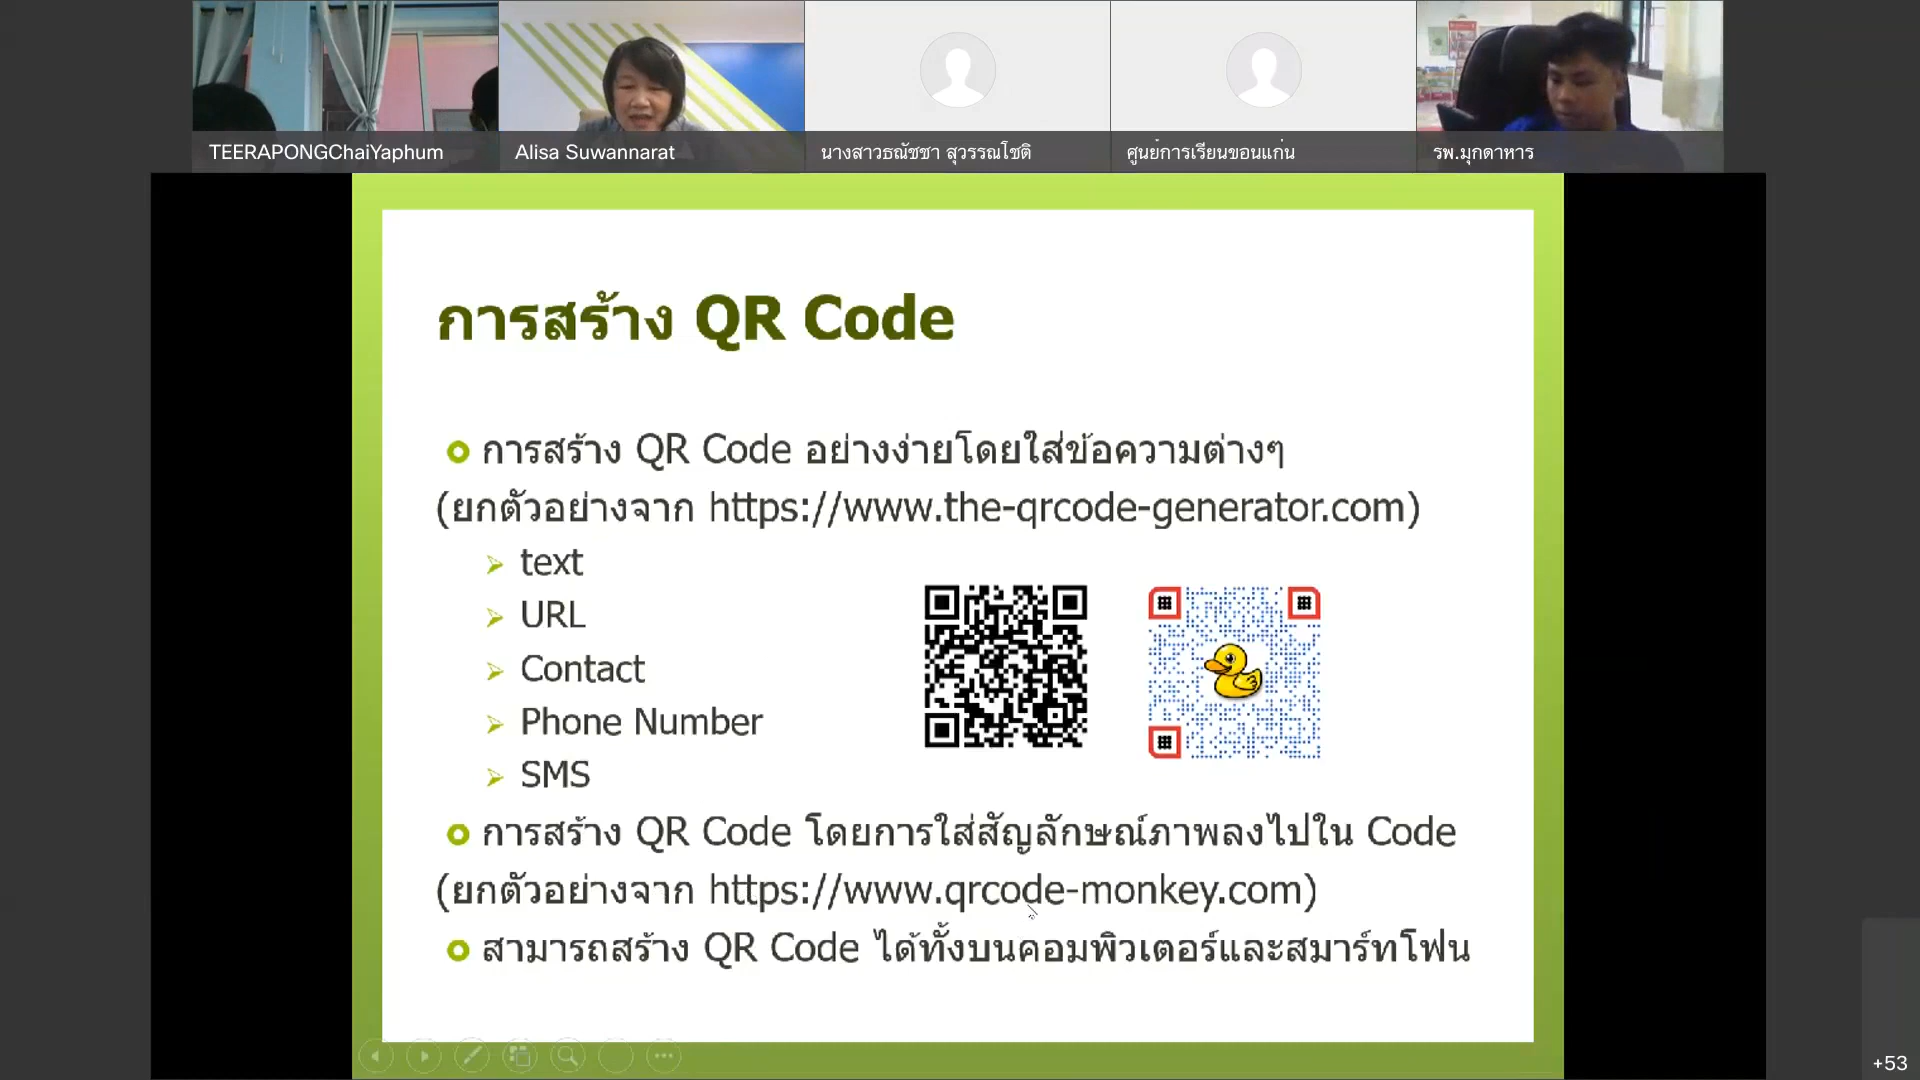 TEERAPONGChaiYaphum
Alisa Suwannarat
นางสาวธณัชชา สุวรรณโชติ
ศูนย์การเรียนขอนแก่น
รพ.มุกดาหาร
การสร้าง QR Code
การสร้าง QR Code อย่างง่ายโดยใส่ข้อความต่างๆ
(ยกตัวอย่างจาก https://www.the-qrcode-generator.com)
text
URL
Contact
Phone Number
SMS
การสร้าง QR Code โดยการใส่สัญลักษณ์ภาพลงไปใน Code
(ยกตัวอย่างจาก https://www.qrcode-monkey.com)
สามารถสร้าง QR Code ได้ทั้งบนคอมพิวเตอร์และสมาร์ทโฟน
+53